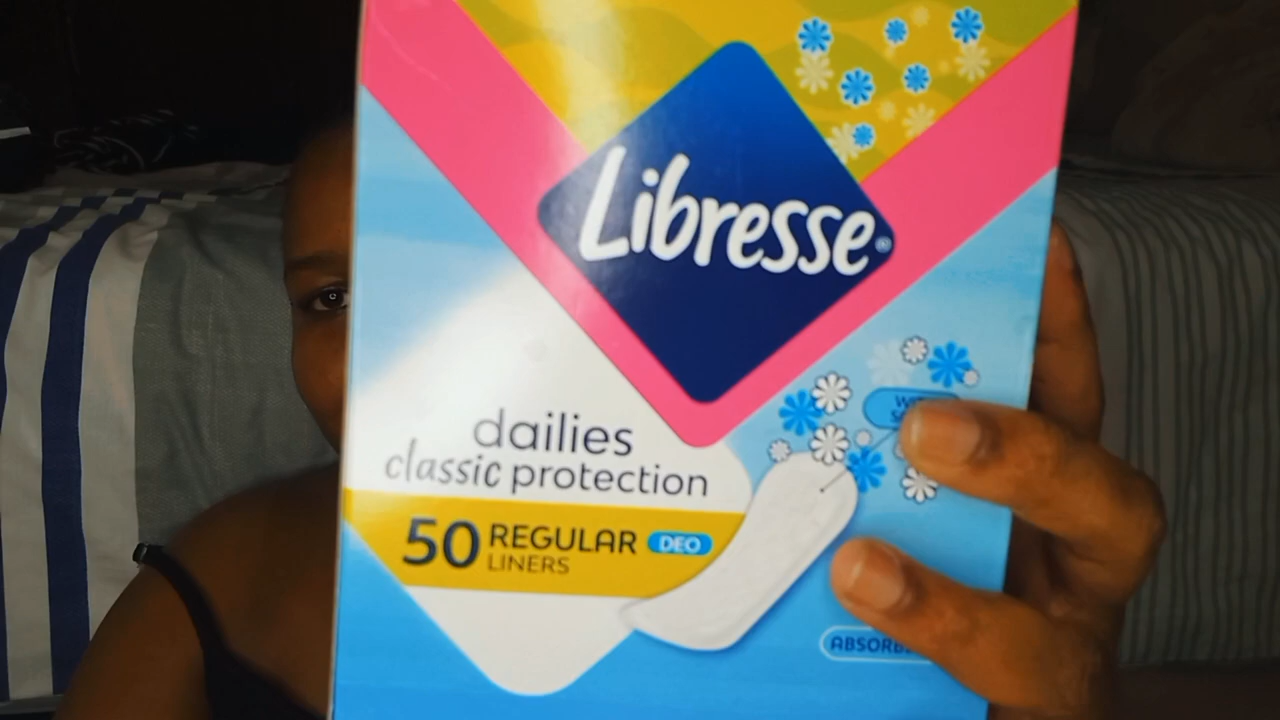 Libresse
dailies
classic protection
50 REGULAR DEO
LINERS